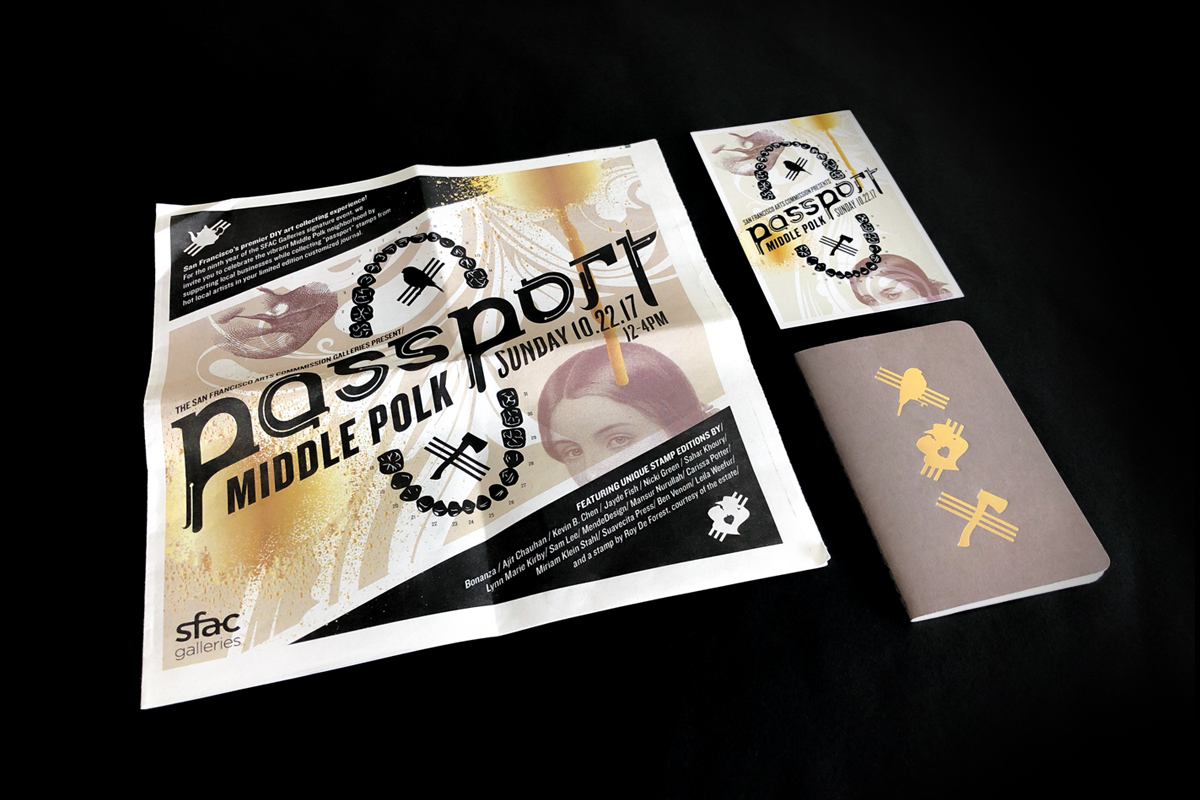 San Francisco's premier DIY art collecting experience!
For the ninth year of the SFAC Galleries signature event, we
invite you to celebrate the vibrant Middle Polk neighborhood by
supporting local businesses while collecting "passport" stamps from
hot local artists in your limited edition customized journal.
THE SAN FRANCISCO ARTS COMMMISSION GALLERIES PRESENT/
passport
MIDDLE POLK
SUNDAY 10.22.17
12-4PM
FEATURING UNIQUE STAMP EDITIONS BY/
Bonanza / Ajit Chauhan / Kevin B. Chen / Jayde Fish / Nicki Green / Sahar Khoury/
Lynn Marie Kirby/ Sam Lee/ MendeDesign/ Mansur Nurullah/ Carissa Potter/
Miriam Klein Stahl/ Suavecita Press/ Ben Venom/ Leila Weefur/
and a stamp by Roy De Forest, courtesy of the estate/
sfac
galleries
SAN FRANCISCO ARTS COMMISSION PRESENTS
passport
MIDDLE POLK
SUNDAY 10.22.17